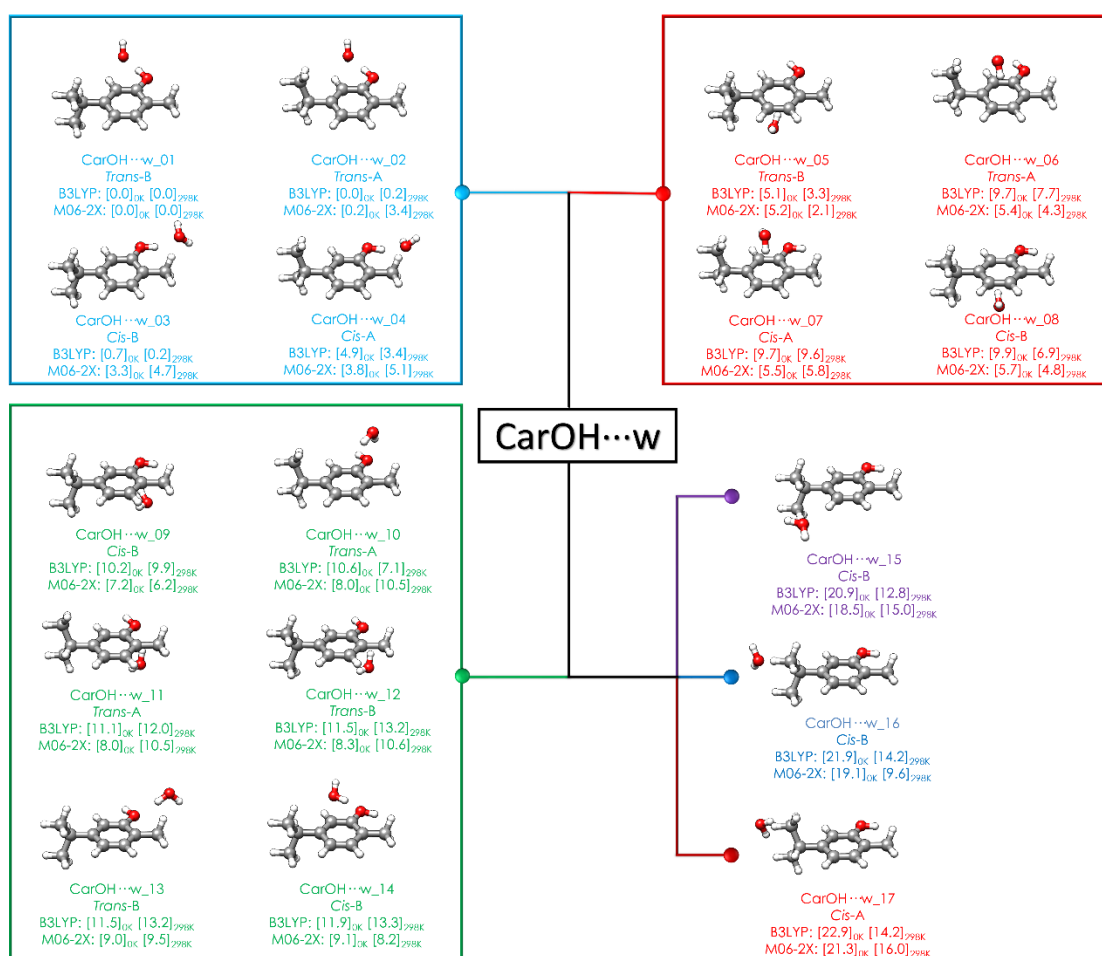 CarOH···w_01
Trans-B
B3LYP: [0.0]0K [0.0]298K
M06-2X: [0.0]0K [0.0]298K
CarOH···w_02
Trans-A
B3LYP: [0.0]0K [0.2]298K
M06-2X: [0.2]0K [3.4]298K
CarOH···w_03
Cis-B
B3LYP: [0.7]0K [0.2]298K
M06-2X: [3.3]0K [4.7]298K
CarOH···w_04
Cis-A
B3LYP: [4.9]0K [3.4]298K
M06-2X: [3.8]0K [5.1]298K
CarOH···w_05
Trans-B
B3LYP: [5.1]0K [3.3]298K
M06-2X: [5.2]0K [2.1]298K
CarOH···w_06
Trans-A
B3LYP: [9.7]0K [7.7]298K
M06-2X: [5.4]0K [4.3]298K
CarOH···w_07
Cis-A
B3LYP: [9.7]0K [9.6]298K
M06-2X: [5.5]0K [5.8]298K
CarOH···w_08
Cis-B
B3LYP: [9.9]0K [6.9]298K
M06-2X: [5.7]0K [4.8]298K
CarOH···w
CarOH···w_09
Cis-B
B3LYP: [10.2]0K [9.9]298K
M06-2X: [7.2]0K [6.2]298K
CarOH···w_10
Trans-A
B3LYP: [10.6]0K [7.1]298K
M06-2X: [8.0]0K [10.5]298K
CarOH···w_11
Trans-A
B3LYP: [11.1]0K [12.0]298K
M06-2X: [8.0]0K [10.5]298K
CarOH···w_12
Trans-B
B3LYP: [11.5]0K [13.2]298K
M06-2X: [8.3]0K [10.6]298K
CarOH···w_13
Trans-B
B3LYP: [11.5]0K [13.2]298K
M06-2X: [9.0]0K [9.5]298K
CarOH···w_14
Cis-B
B3LYP: [11.9]0K [13.3]298K
M06-2X: [9.1]0K [8.2]298K
CarOH···w_15
Cis-B
B3LYP: [20.9]0K [12.8]298K
M06-2X: [18.5]0K [15.0]298K
CarOH···w_16
Cis-B
B3LYP: [21.9]0K [14.2]298K
M06-2X: [19.1]0K [9.6]298K
CarOH···w_17
Cis-A
B3LYP: [22.9]0K [14.2]298K
M06-2X: [21.3]0K [16.0]298K